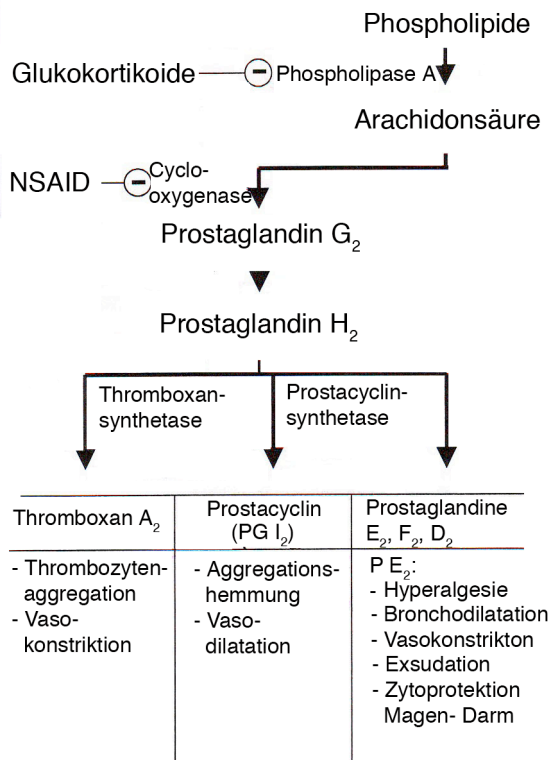 Phospholipide
Glukokortikoide − Phospholipase A
Arachidonsäure
NSAID − Cyclo-
oxygenase
Prostaglandin G2
Prostaglandin H2
Thromboxan-
synthetase
Prostacyclin-
synthetase
Thromboxan A2
Prostacyclin
(PG I2)
Prostaglandine
E2, F2, D2
- Thrombozyten-
aggregation
- Vaso-
konstriktion
- Aggregations-
hemmung
- Vaso-
dilatation
P E2:
- Hyperalgesie
- Bronchodilatation
- Vasokonstrikton
- Exsudation
- Zytoprotektion
Magen- Darm